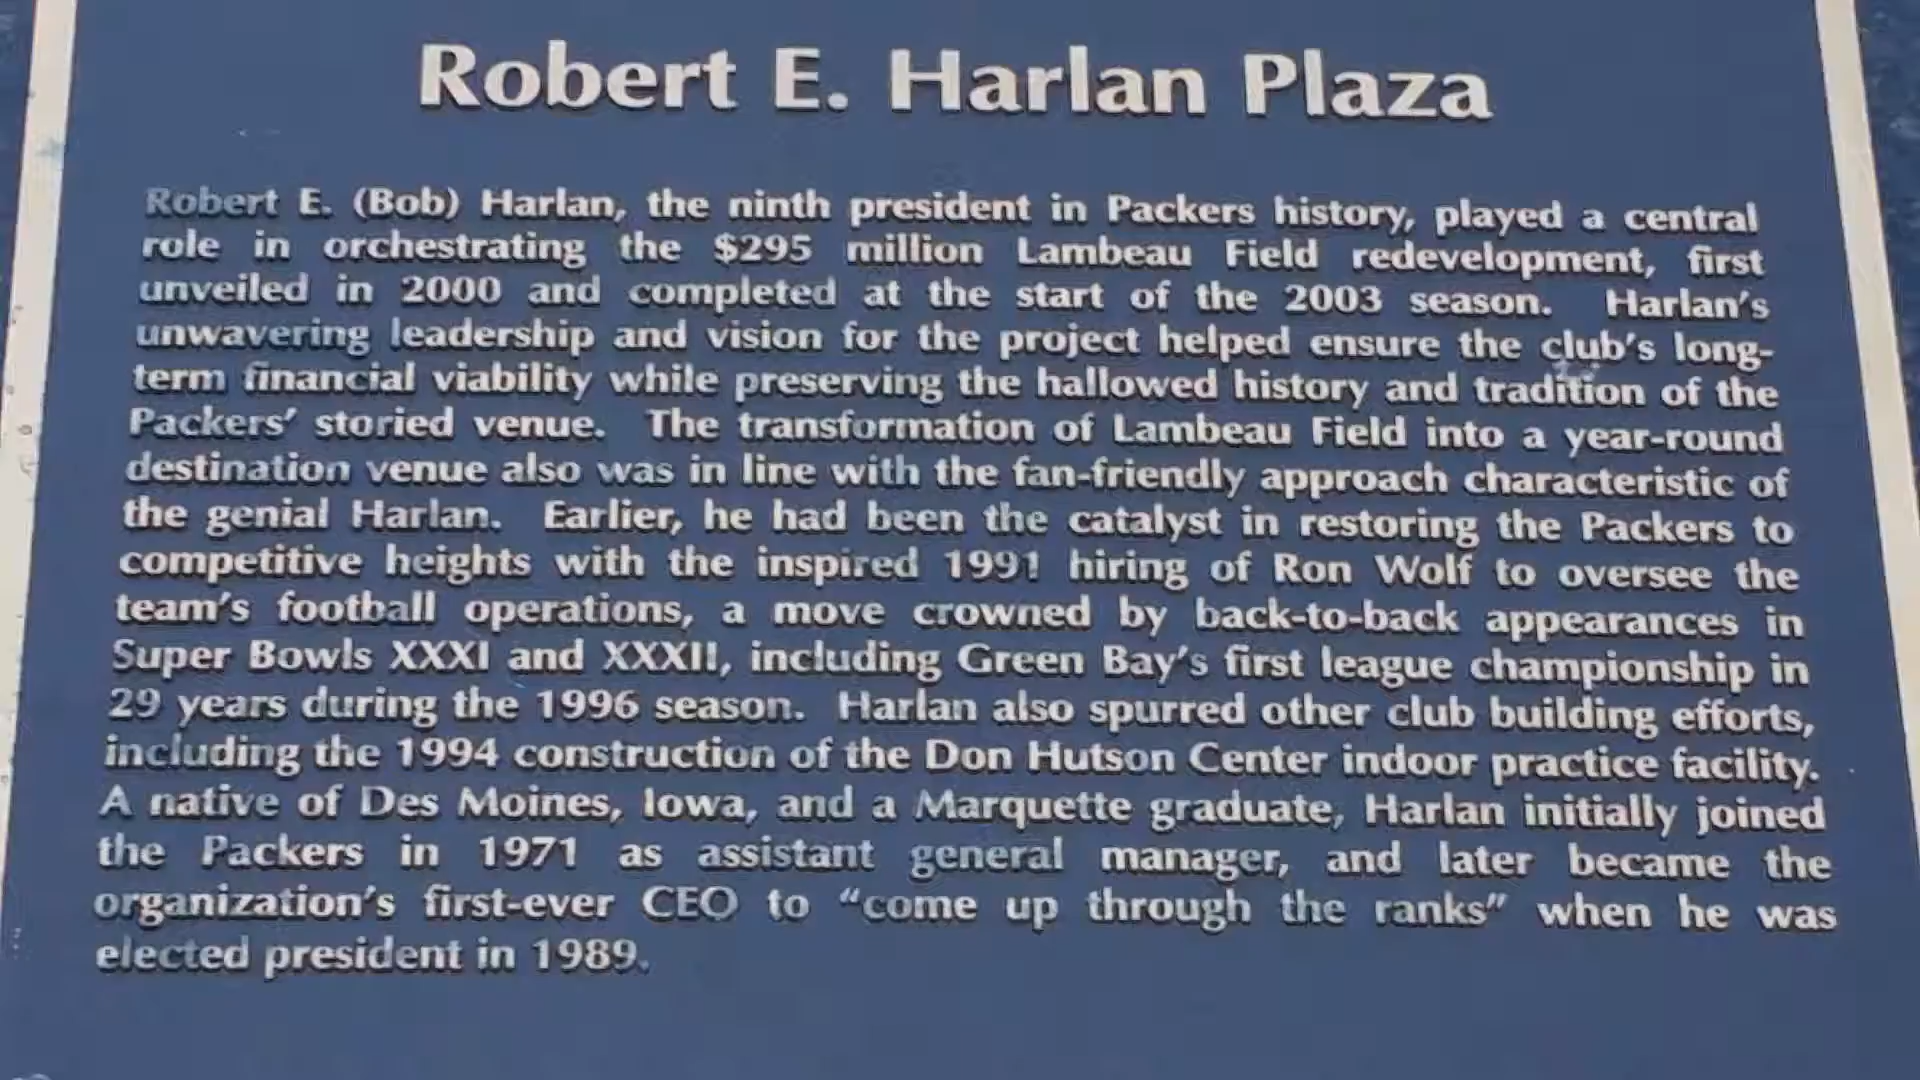 Robert E. Harlan Plaza
Robert E. (Bob) Harlan, the ninth president in Packers history, played a central
role in orchestrating the $295 million Lambeau Field redevelopment, first
unveiled in 2000 and completed at the start of the 2003 season. Harlan's
unwavering leadership and vision for the project helped ensure the club's long-
term financial viability while preserving the hallowed history and tradition of the
Packers' storied venue. The transformation of Lambeau Field into a year-round
destination venue also was in line with the fan-friendly approach characteristic of
the genial Harlan. Earlier, he had been the catalyst in restoring the Packers to
competitive heights with the inspired 1991 hiring of Ron Wolf to oversee the
team's football operations, a move crowned by back-to-back appearances in
Super Bowls XXXI and XXXII, including Green Bay's first league championship in
29 years during the 1996 season. Harlan also spurred other club building efforts,
including the 1994 construction of the Don Hutson Center indoor practice facility.
A native of Des Moines, Iowa, and a Marquette graduate, Harlan initially joined
the Packers in 1971 as assistant general manager, and later became the
organization's first-ever CEO to "come up through the ranks" when he was
elected president in 1989.